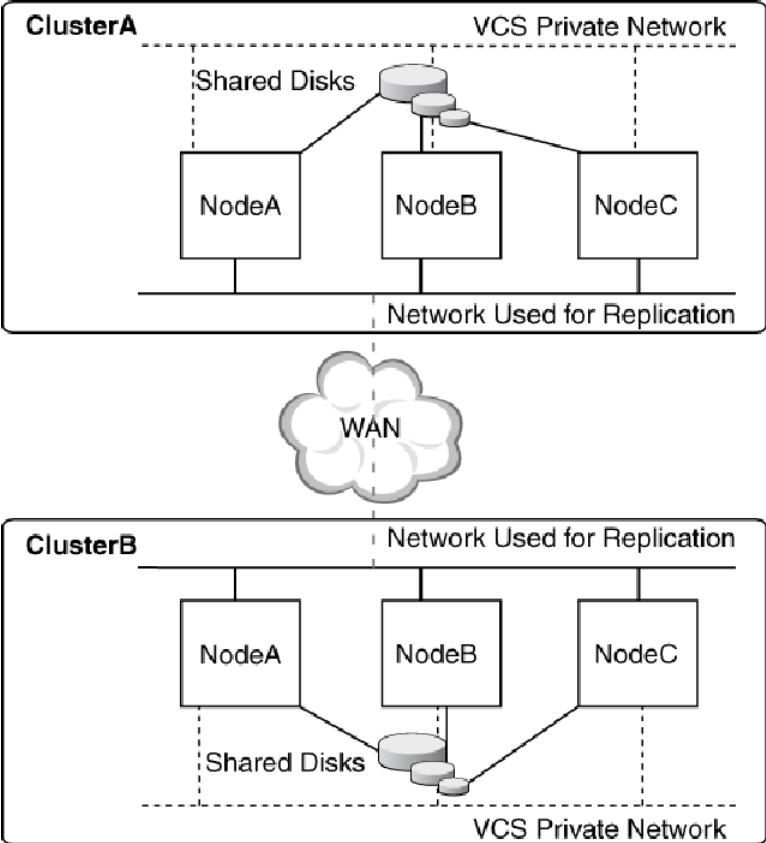 ClusterA
VCS Private Network
Shared Disks
NodeA
NodeB
NodeC
Network Used for Replication
WAN
ClusterB
Network Used for Replication
NodeA
NodeB
NodeC
Shared Disks
VCS Private Network